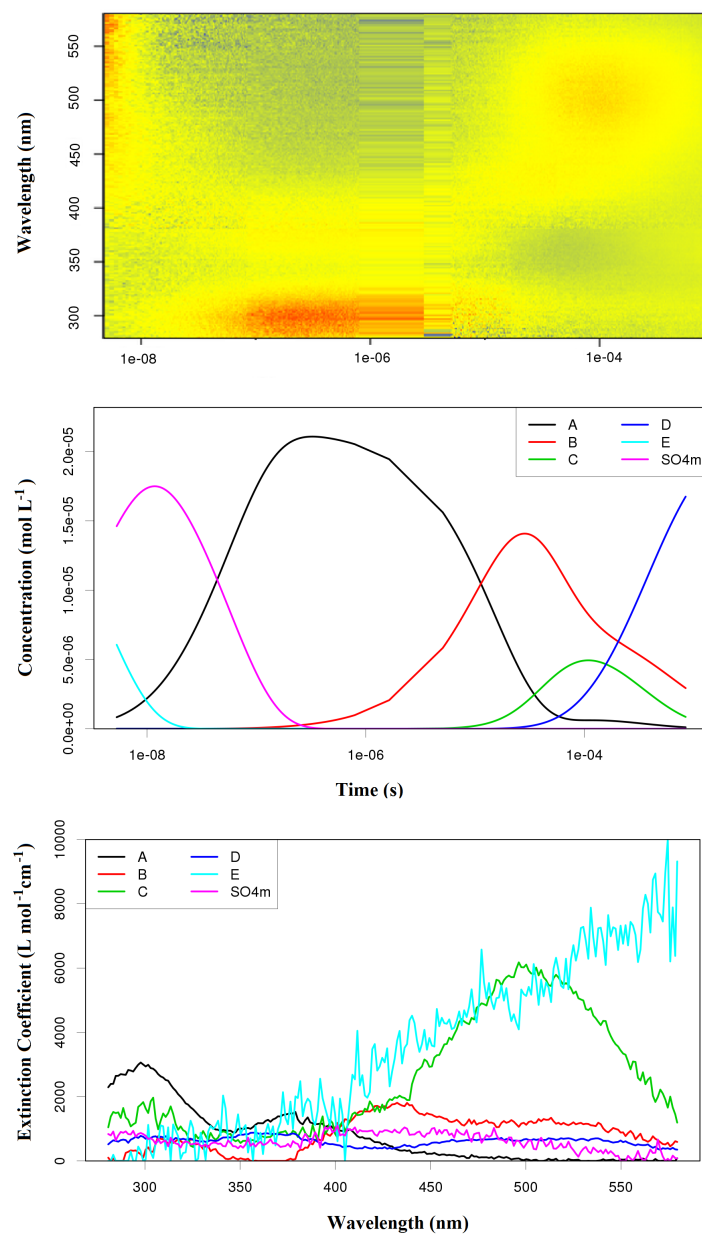 Wavelength (nm)
550
500
450
400
350
300
1e-08
1e-06
1e-04
Concentration (mol L-1)
2.0e-05
1.5e-05
1.0e-05
5.0e-06
0.0e+00
A
B
C
D
E
SO4m
1e-08
1e-06
1e-04
Time (s)
Extinction Coefficient (L mol-1cm-1)
10000
8000
6000
4000
2000
0
A
B
C
D
E
SO4m
300
350
400
450
500
550
Wavelength (nm)